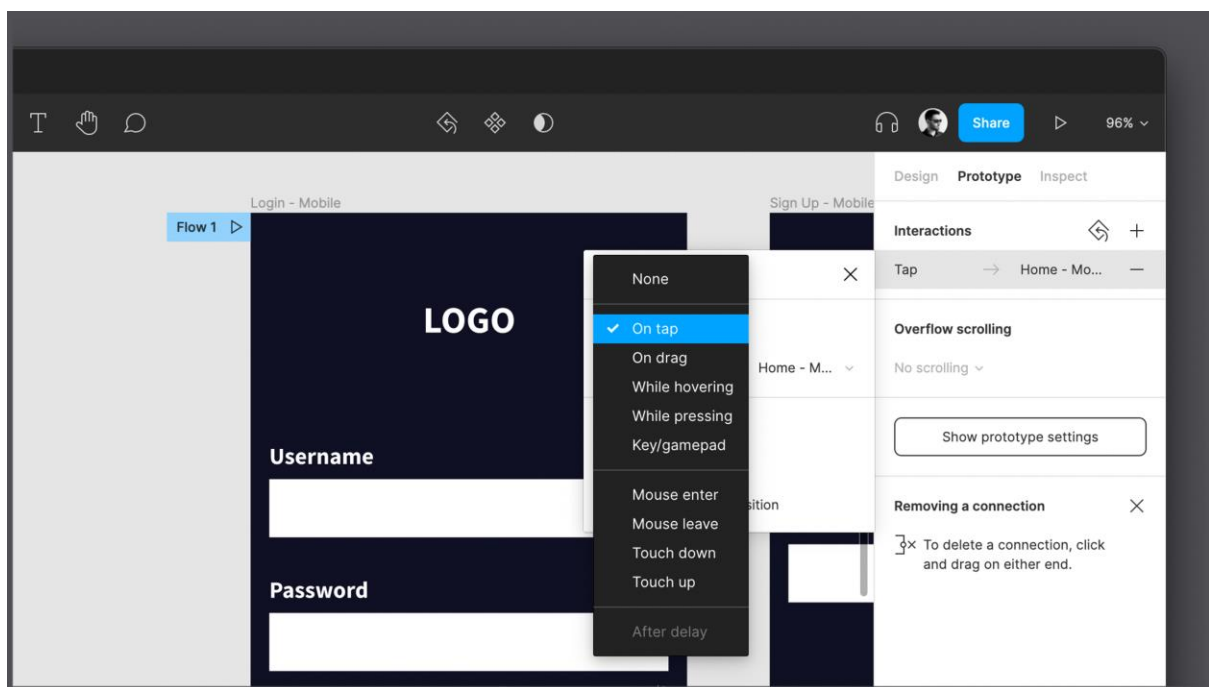 T
Share
96%
Design Prototype Inspect
Login - Mobile
Sign Up - Mobile
Flow 1
Interactions
Tap → Home - Mo...
LOGO
None
On tap
On drag
While hovering
While pressing
Key/gamepad
Mouse enter
Mouse leave
Touch down
Touch up
After delay
Home - M...
Overflow scrolling
No scrolling
Show prototype settings
Username
Removing a connection
To delete a connection, click
and drag on either end.
Password